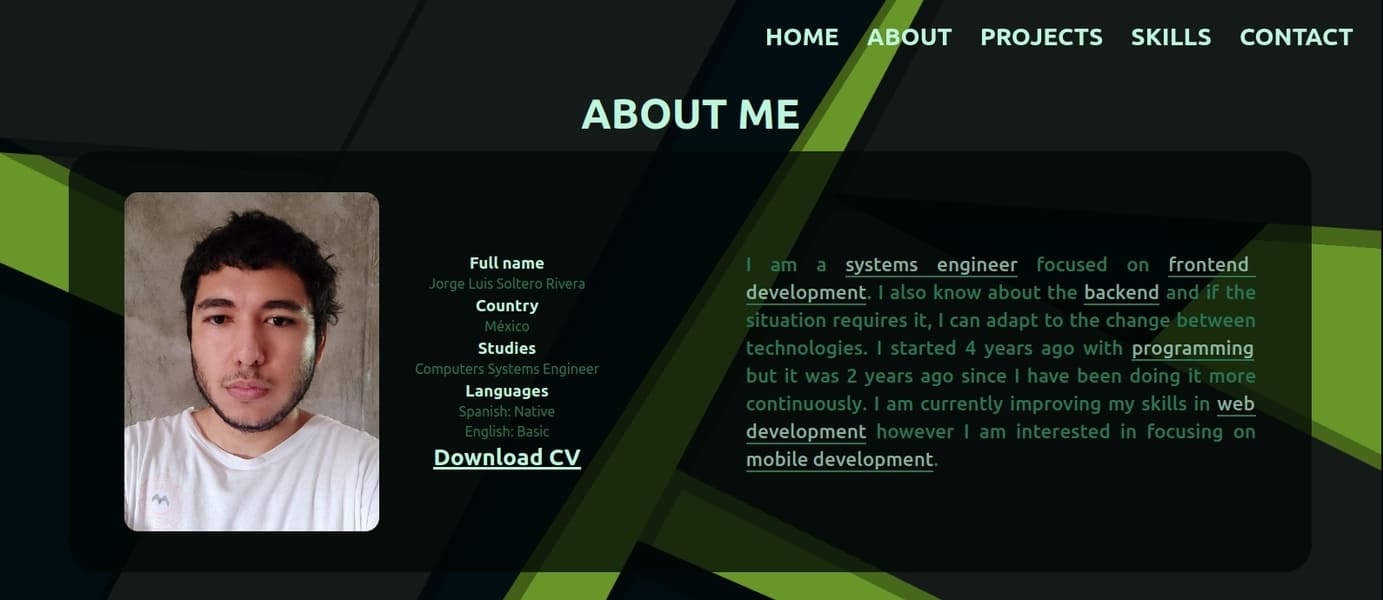 HOME ABOUT PROJECTS SKILLS CONTACT
ABOUT ME
Full name
Jorge Luis Soltero Rivera
Country
México
Studies
Computers Systems Engineer
Languages
Spanish: Native
English: Basic
Download CV
I am a systems engineer focused on frontend
development. I also know about the backend and if the
situation requires it, I can adapt to the change between
technologies. I started 4 years ago with programming
but it was 2 years ago since I have been doing it more
continuously. I am currently improving my skills in web
development however I am interested in focusing on
mobile development.